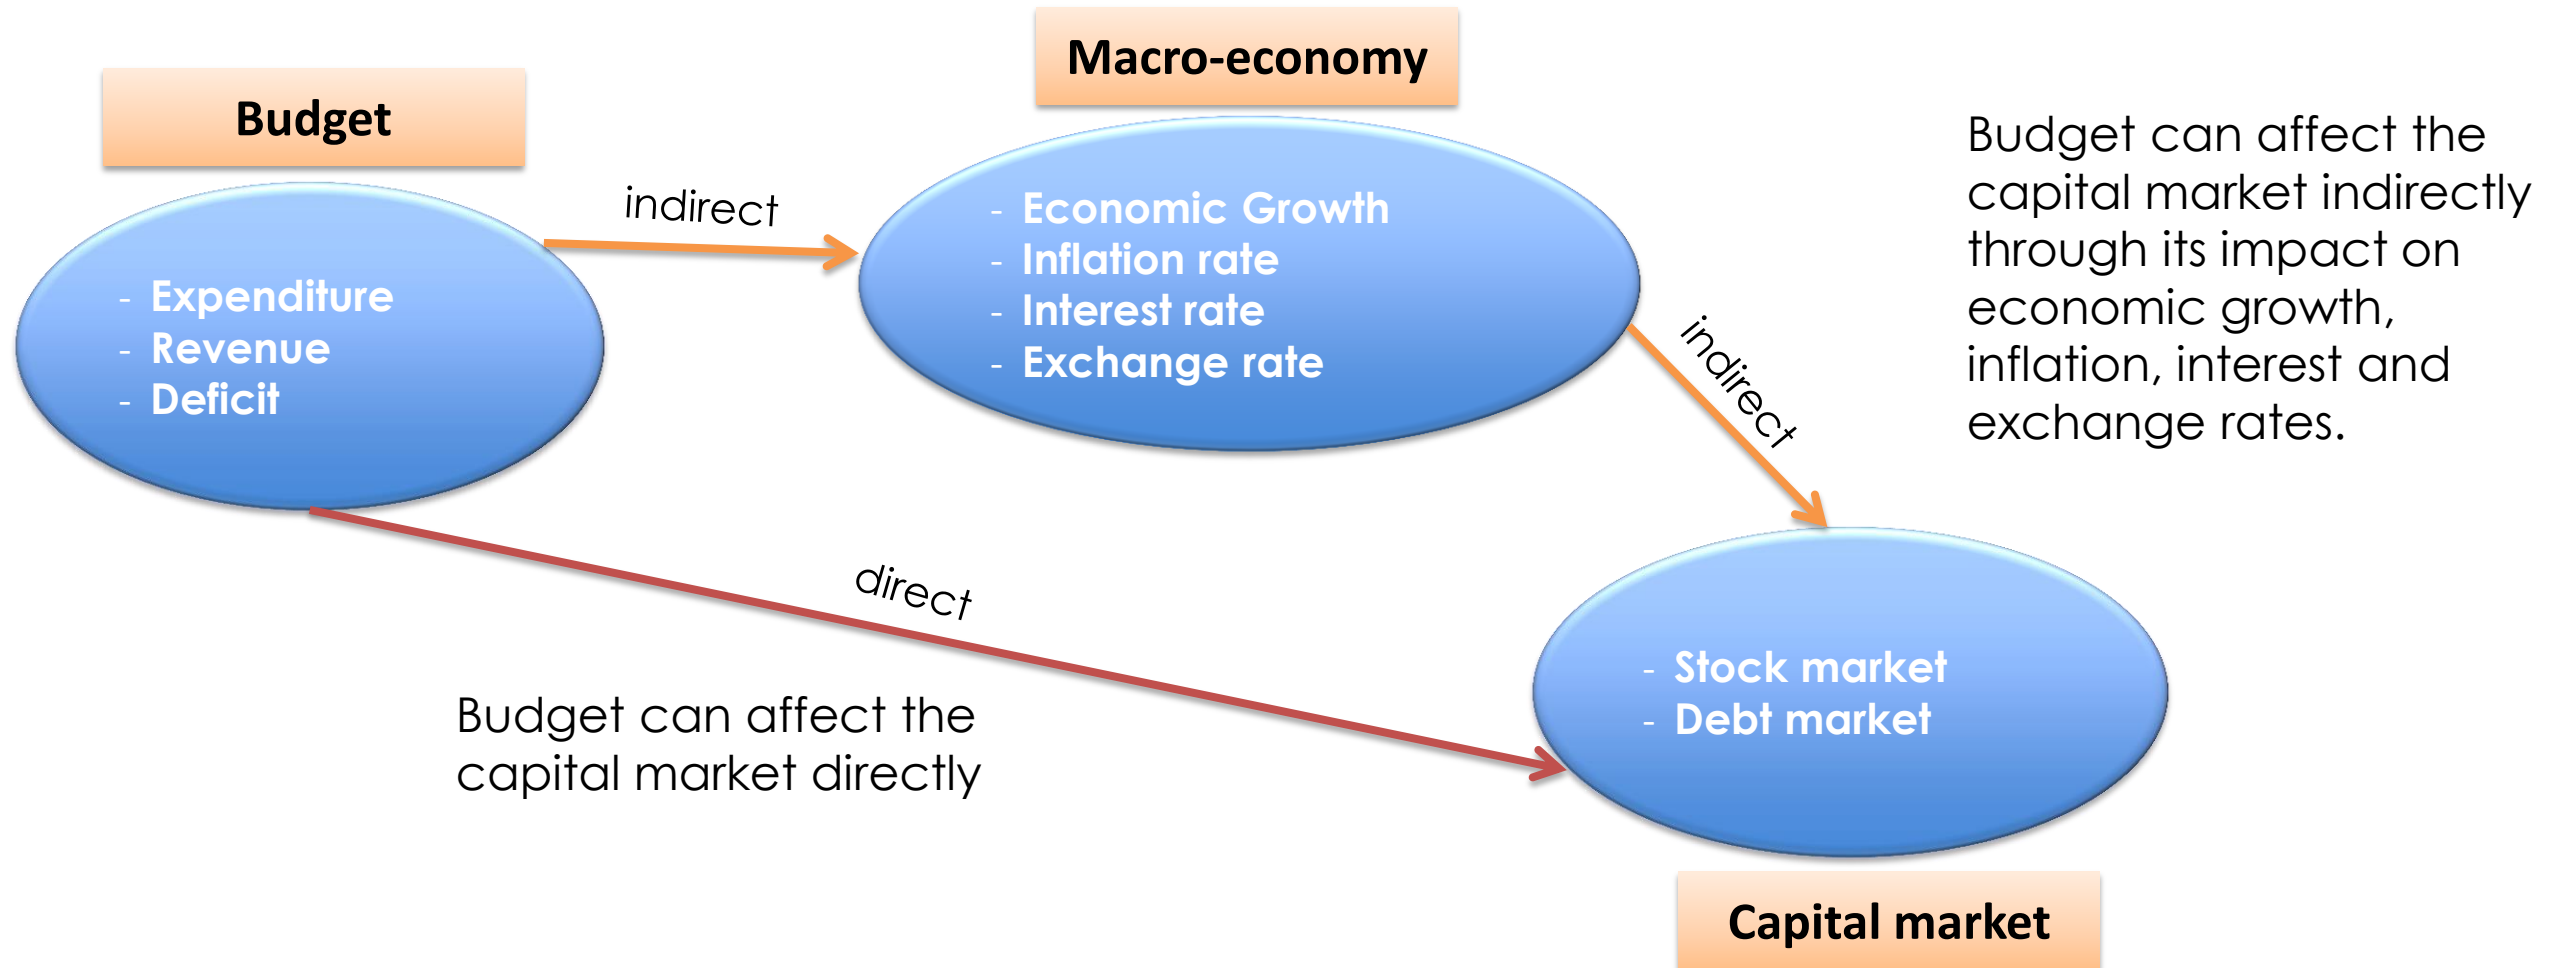 Budget
- Expenditure
- Revenue
- Deficit
indirect
Macro-economy
- Economic Growth
- Inflation rate
- Interest rate
- Exchange rate
indirect
Budget can affect the
capital market indirectly
through its impact on
economic growth,
inflation, interest and
exchange rates.
direct
Budget can affect the
capital market directly
- Stock market
- Debt market
Capital market